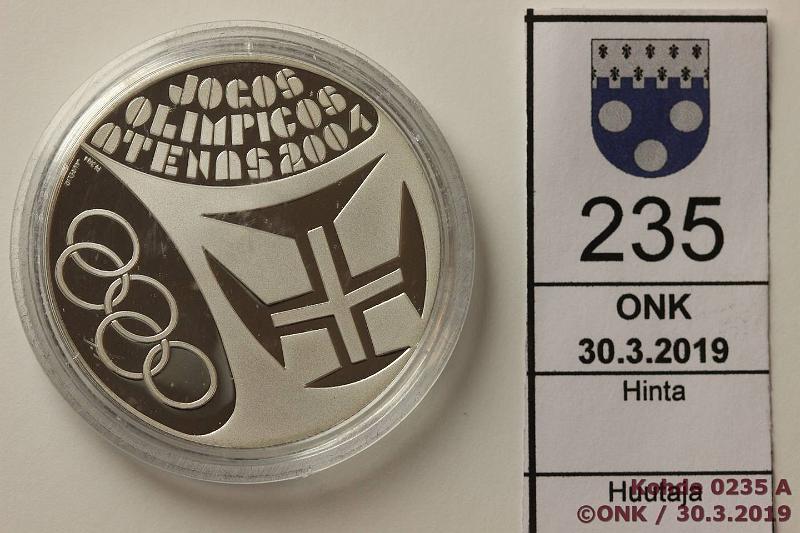 JOGOS
OLIMPICOS
ATENAS 2004
235
ONK
30.3.2019
Hinta
Huutaja
Kohde 0235 A
©ONK / 30.3.2019